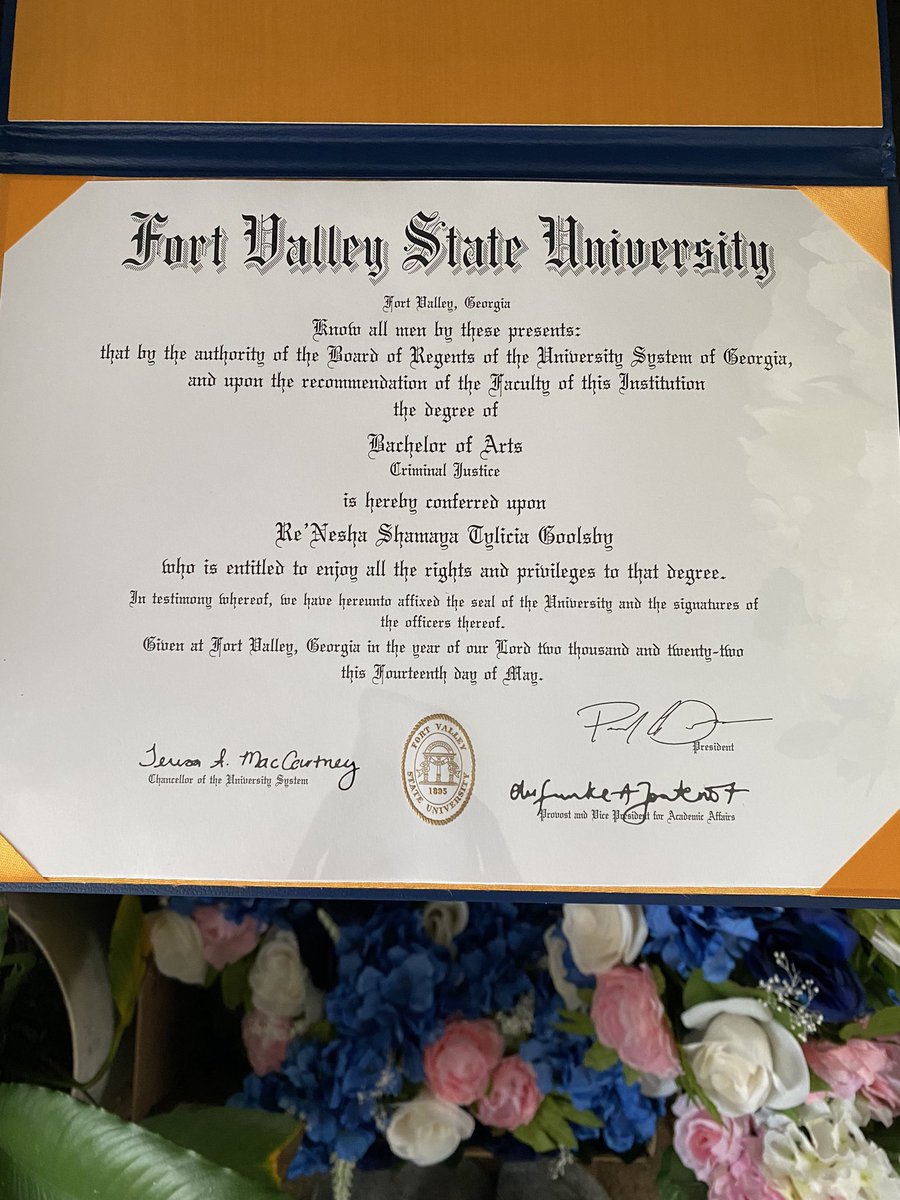 Fort Valley State University
Fort Valley, Georgia
Know all men by these presents:
that by the authority of the Board of Regents of the University System of Georgia,
and upon the recommendation of the Faculty of this Institution
the degree of
Bachelor of Arts
Criminal Justice
is hereby conferred upon
Re'Nesha Shamaya Tylicia Goolsby
who is entitled to enjoy all the rights and privileges to that degree.
In testimony whereof, we have hereunto affixed the seal of the University and the signatures of
the officers thereof.
Given at Fort Valley, Georgia in the year of our Lord two thousand and twenty-two
this Fourteenth day of May.
President
Teresa A. MacCartney
Chancellor of the University System
FORT VALLEY
STATE UNIVERSITY
1895
Provost and Vice President for Academic Affairs